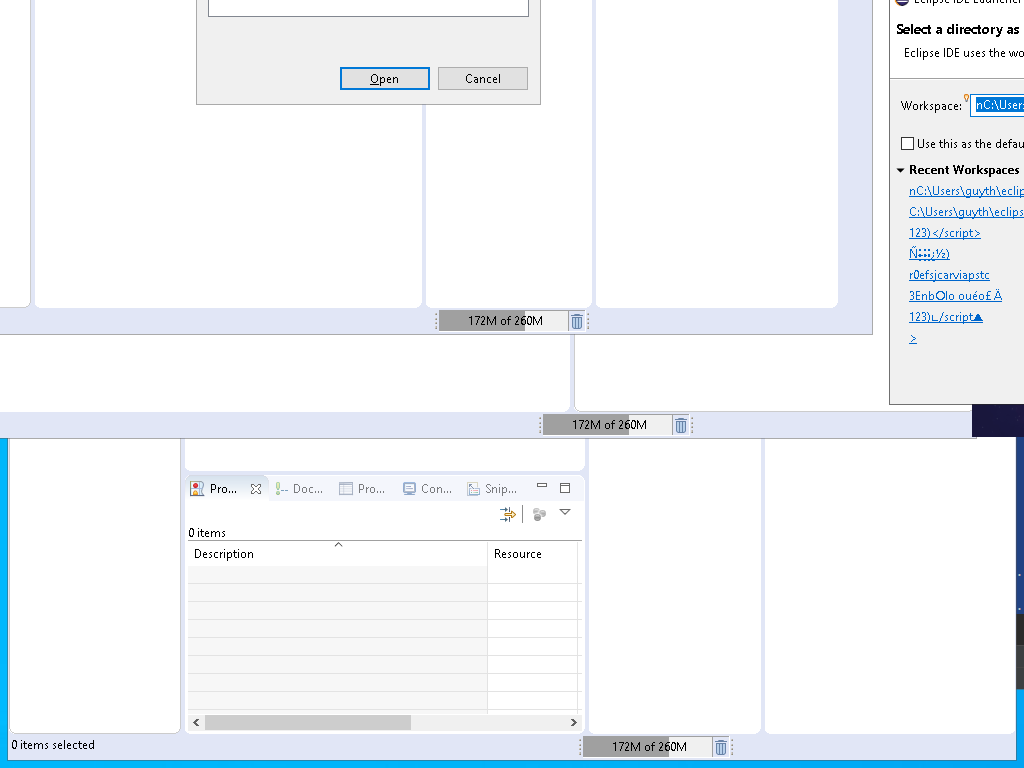 Eclipse IDE Launcher
Select a directory as
Eclipse IDE uses the wo
Open
Cancel
Workspace:
nC:\Users
Use this as the defau
Recent Workspaces
nC:\Users\guyth\eclip
C:\Users\guyth\eclips
123)</script>
r0efsjcarviapstc
3EnbOlo ouéo£Ä
123)∟/script▲
>
172M of 260M
172M of 260M
Pro...
Doc...
Pro...
Con...
Snip...
0 items
Description
Resource
0 items selected
172M of 260M